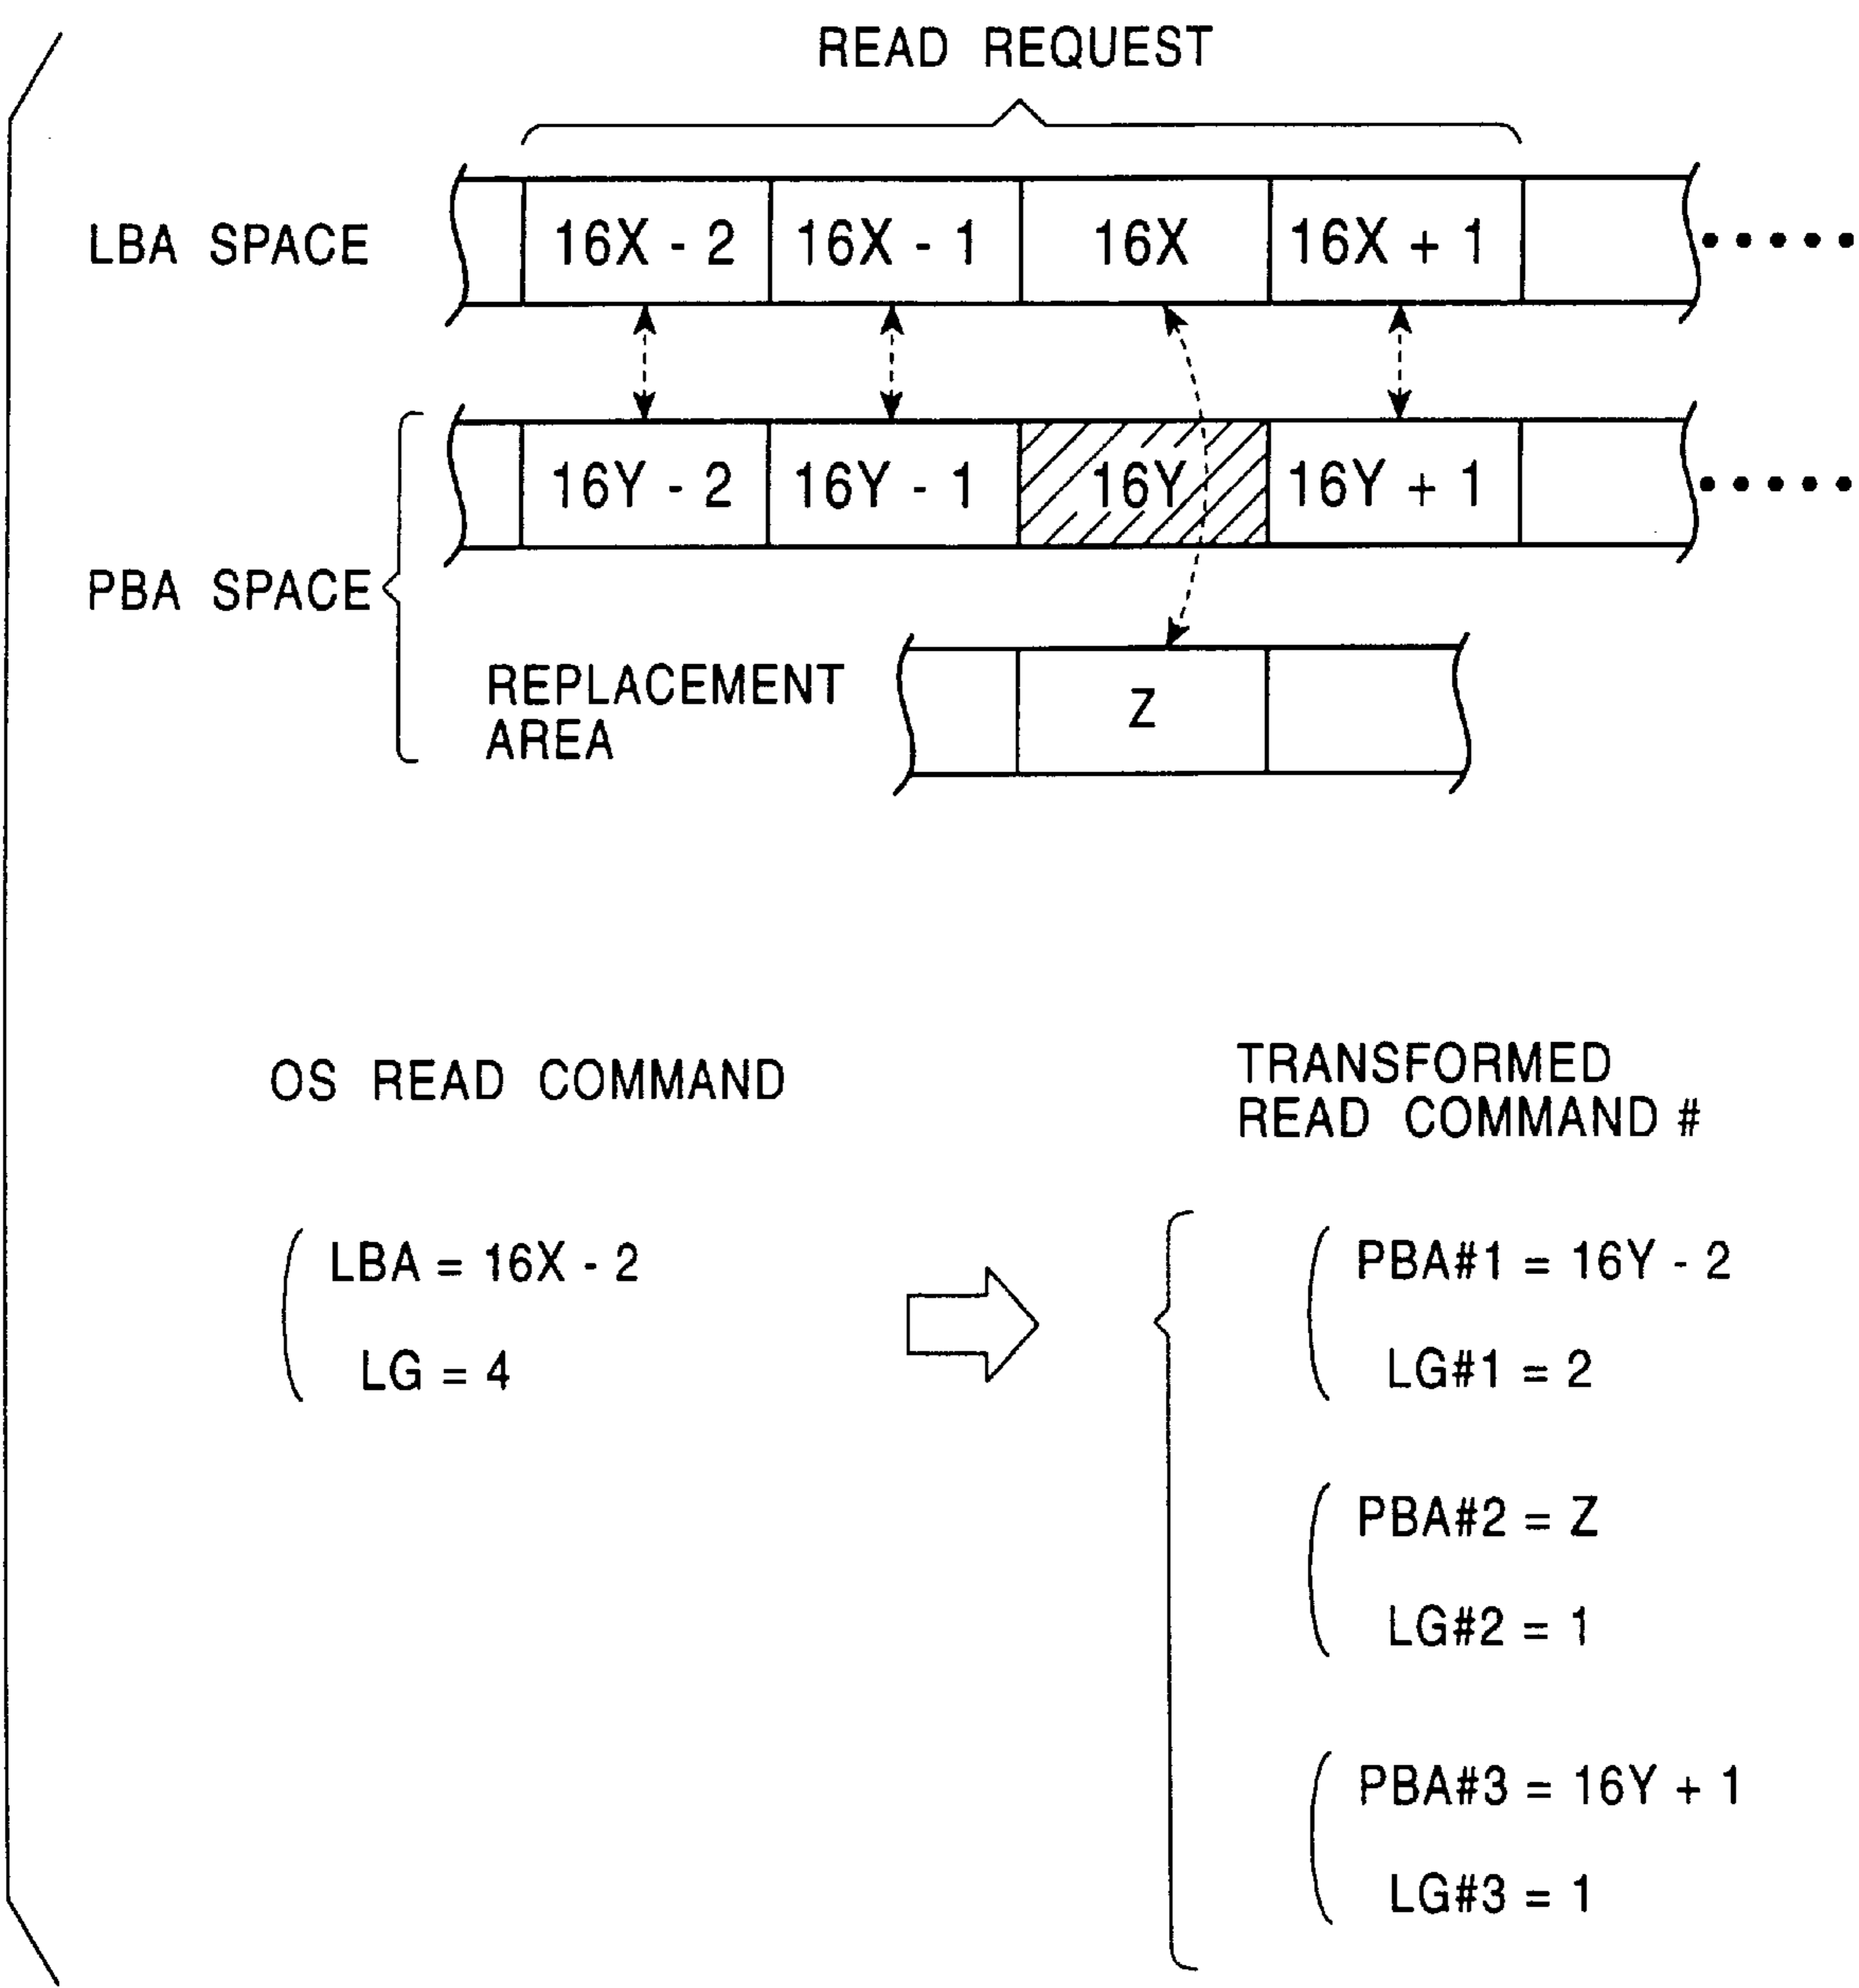 READ REQUEST
LBA SPACE
16X - 2
16X - 1
16X
16X + 1
16Y - 2
16Y - 1
16Y
16Y + 1
PBA SPACE
REPLACEMENT
AREA
Z
OS READ COMMAND
TRANSFORMED
READ COMMAND #
LBA = 16X - 2
LG = 4
PBA#1 = 16Y - 2
LG#1 = 2
PBA#2 = Z
LG#2 = 1
PBA#3 = 16Y + 1
LG#3 = 1